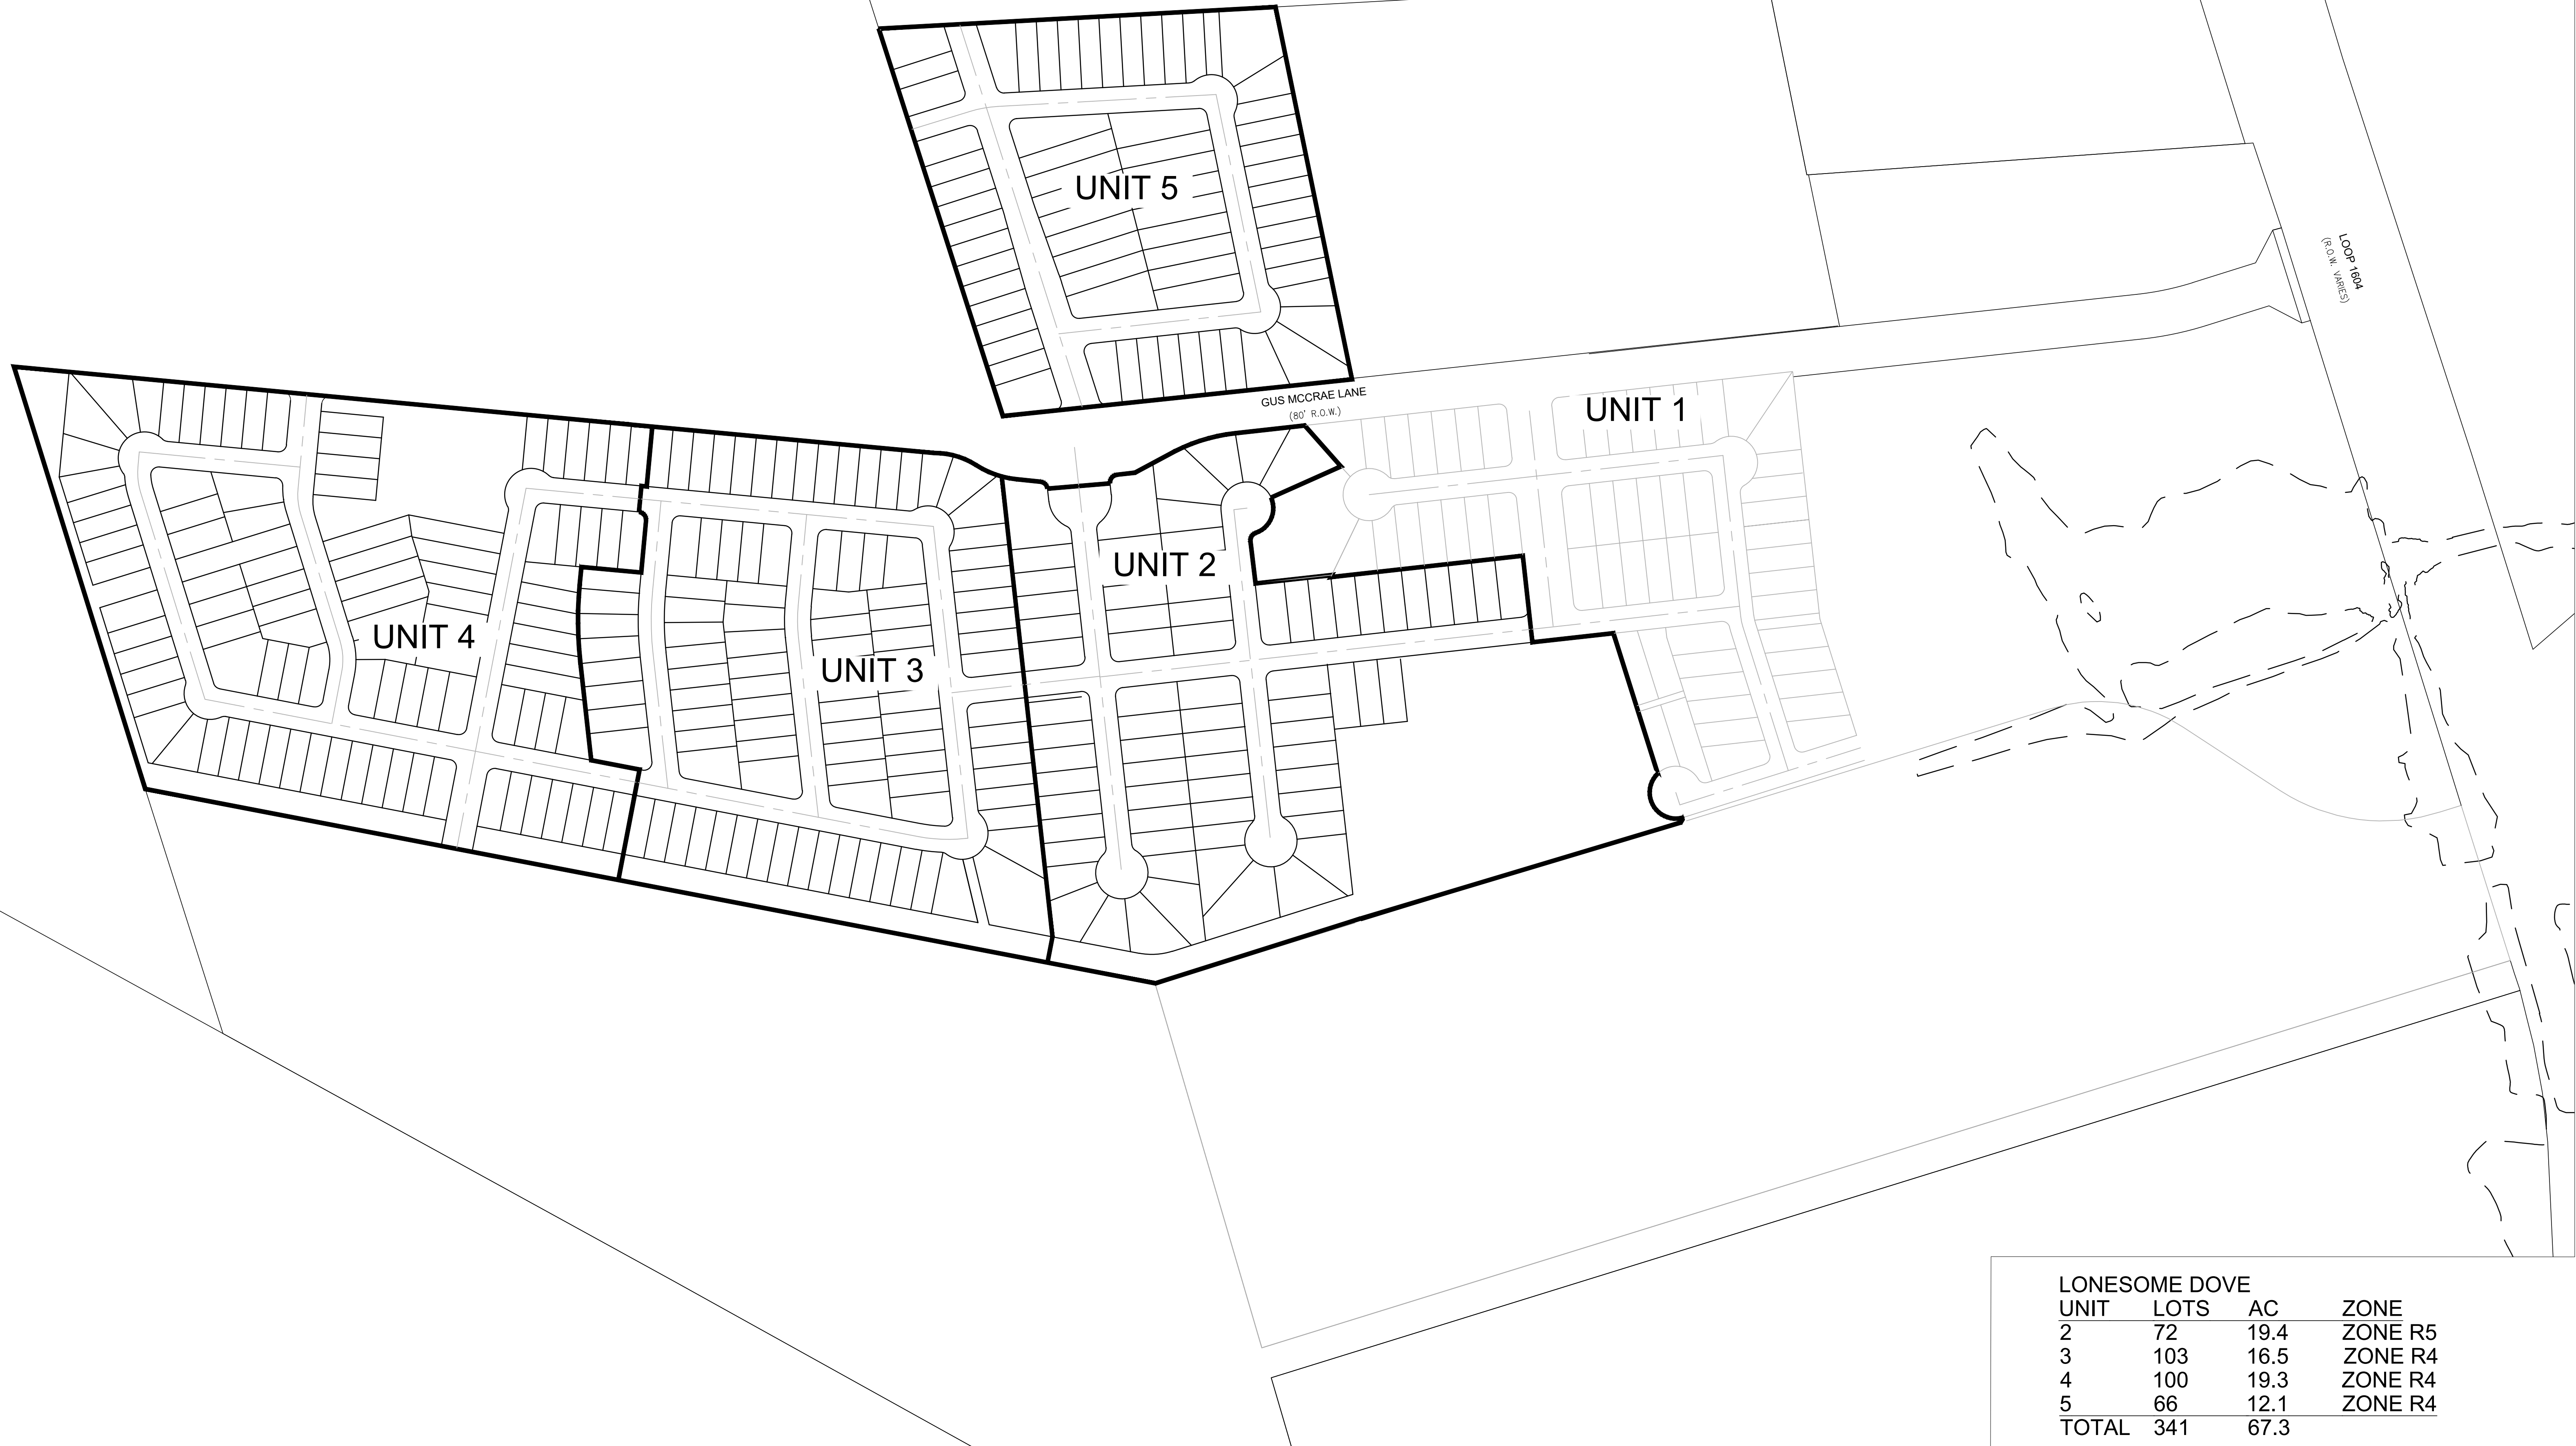 UNIT 5
LOOP 1604
(R.O.W. VARIES)
GUS MCCRAE LANE
(80' R.O.W.)
UNIT 1
UNIT 2
UNIT 4
UNIT 3
LONESOME DOVE
UNIT LOTS AC ZONE
2 72 19.4 ZONE R5
3 103 16.5 ZONE R4
4 100 19.3 ZONE R4
5 66 12.1 ZONE R4
TOTAL 341 67.3